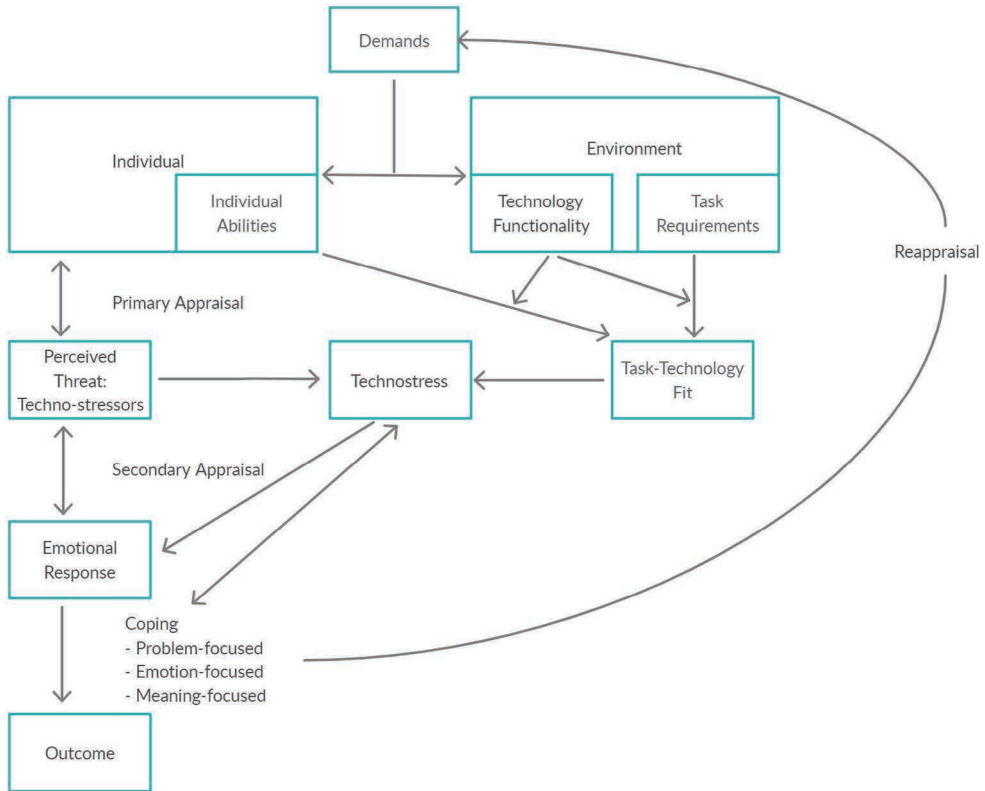 Demands
Individual
Individual
Abilities
Environment
Technology
Functionality
Task
Requirements
Reappraisal
Primary Appraisal
Perceived
Threat:
Techno-stressors
Technostress
Task-Technology
Fit
Secondary Appraisal
Emotional
Response
Coping
- Problem-focused
- Emotion-focused
- Meaning-focused
Outcome